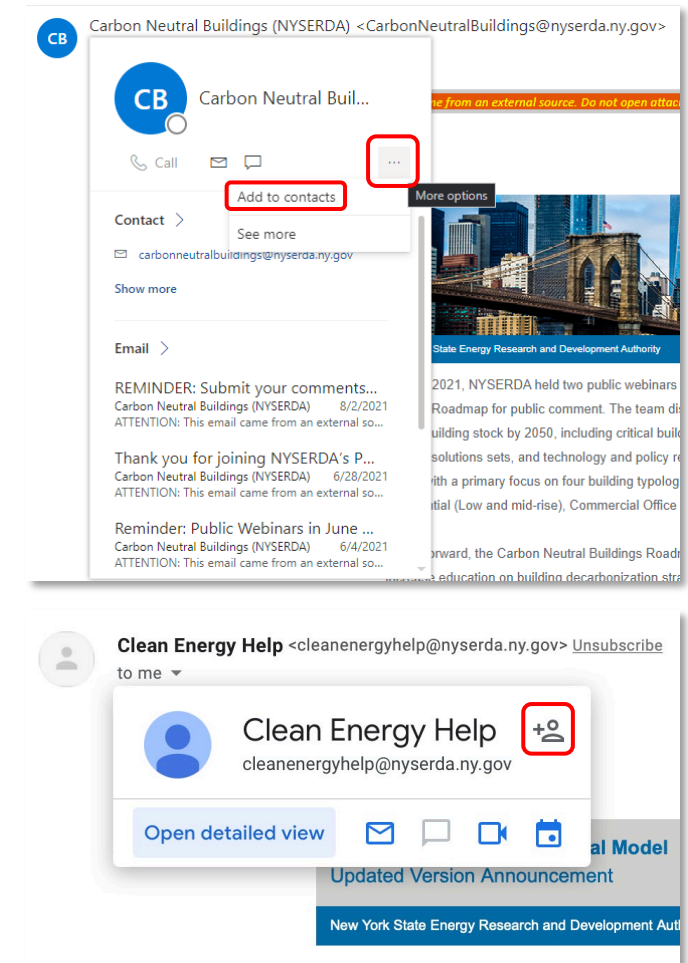 CB
Carbon Neutral Buildings (NYSERDA) <CarbonNeutralBuildings@nyserda.ny.gov>
CB
Carbon Neutral Buil...
me from an external source. Do not open attac
Call
...
Add to contacts
More options
Contact >
See more
carbonneutralbuildings@nyserda.ny.gov
Show more
State Energy Research and Development Authority
Email >
REMINDER: Submit your comments...
Carbon Neutral Buildings (NYSERDA) 8/2/2021
ATTENTION: This email came from an external so...
Thank you for joining NYSERDA's P...
Carbon Neutral Buildings (NYSERDA) 6/28/2021
ATTENTION: This email came from an external so...
Reminder: Public Webinars in June ...
Carbon Neutral Buildings (NYSERDA) 6/4/2021
ATTENTION: This email came from an external so...
2021, NYSERDA held two public webinars
Roadmap for public comment. The team di
uilding stock by 2050, including critical build
solutions sets, and technology and policy re
ith a primary focus on four building typolog
tial (Low and mid-rise), Commercial Office
orward, the Carbon Neutral Buildings Roadm
increase education on building decarbonization stra
Clean Energy Help <cleanenergyhelp@nyserda.ny.gov> Unsubscribe
to me
Clean Energy Help
cleanenergyhelp@nyserda.ny.gov
Open detailed view
al Model
Updated Version Announcement
New York State Energy Research and Development Aut